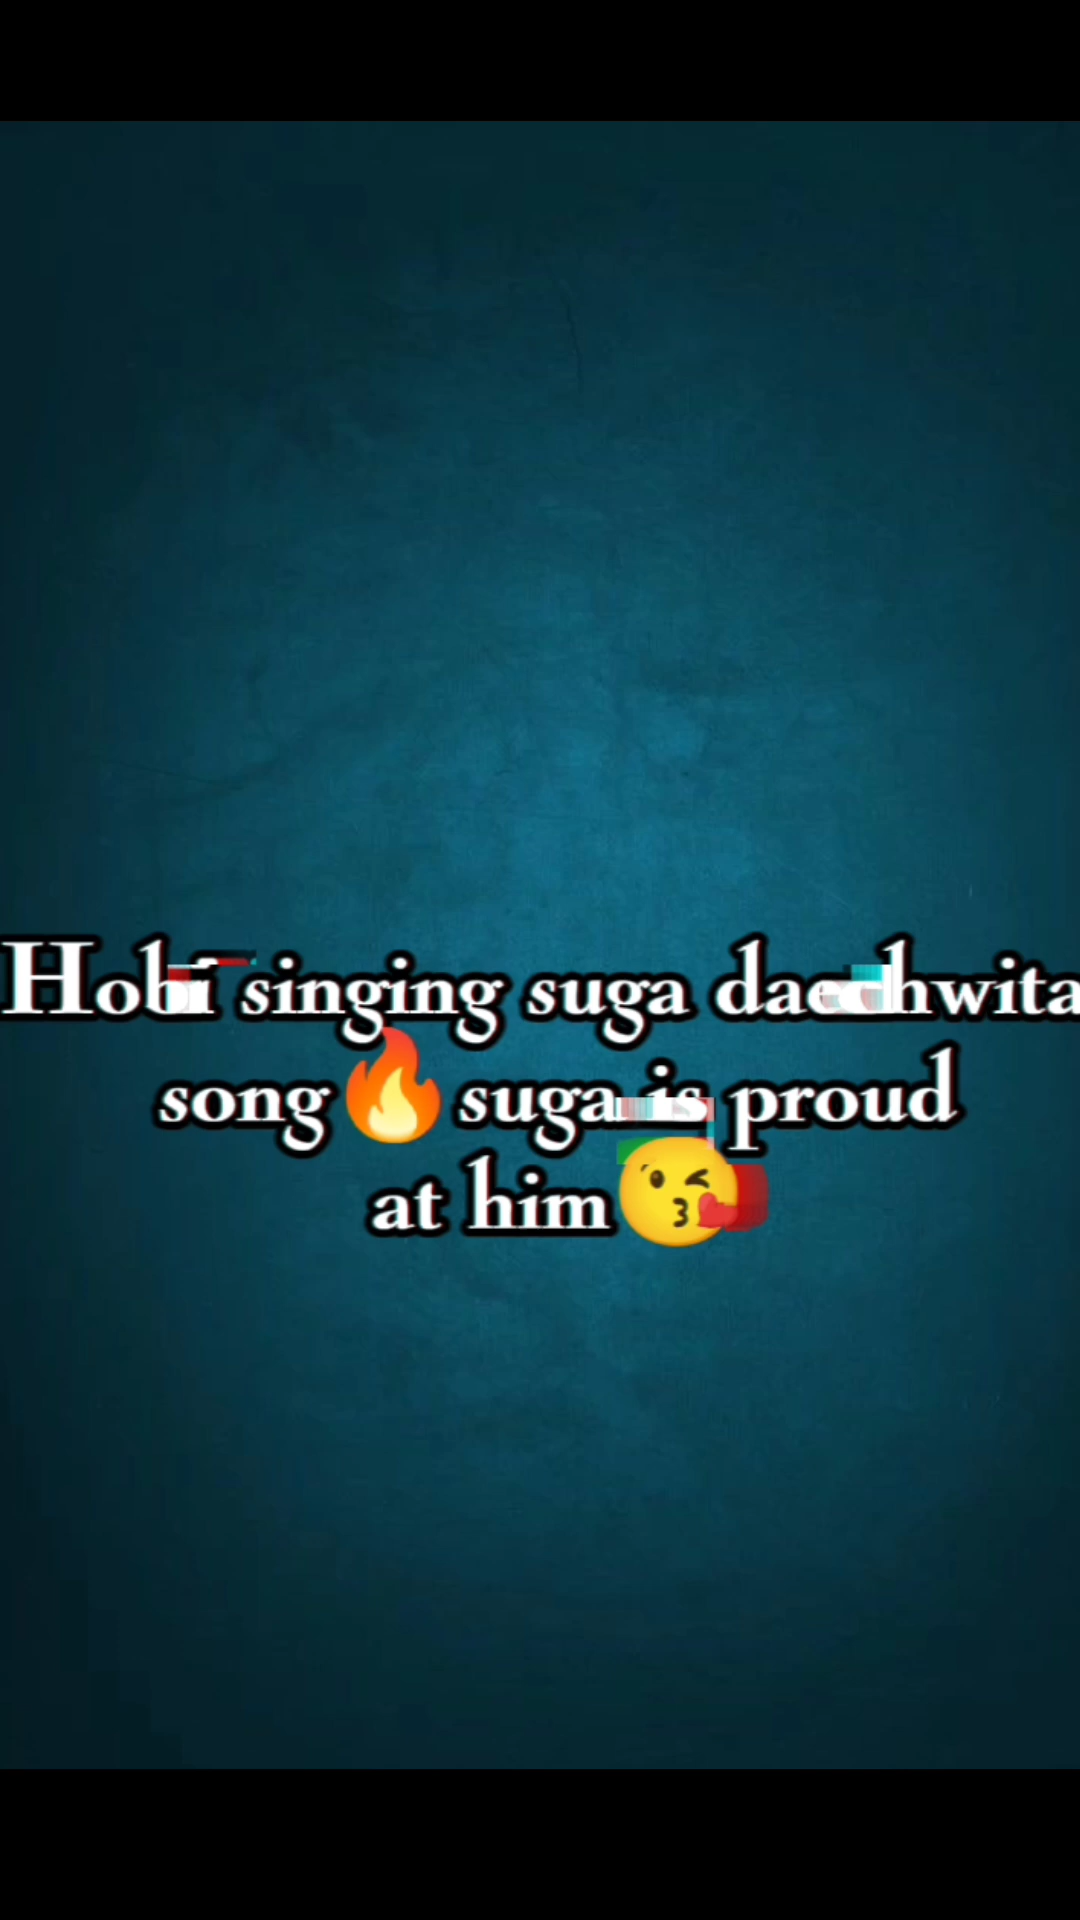 Hobi singing suga daechwita
song🔥suga is proud
at him😘